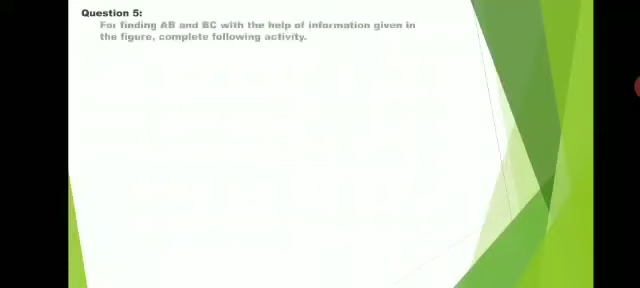 Question 5:
For finding AB and BC with the help of information given in
the figure, complete following activity.